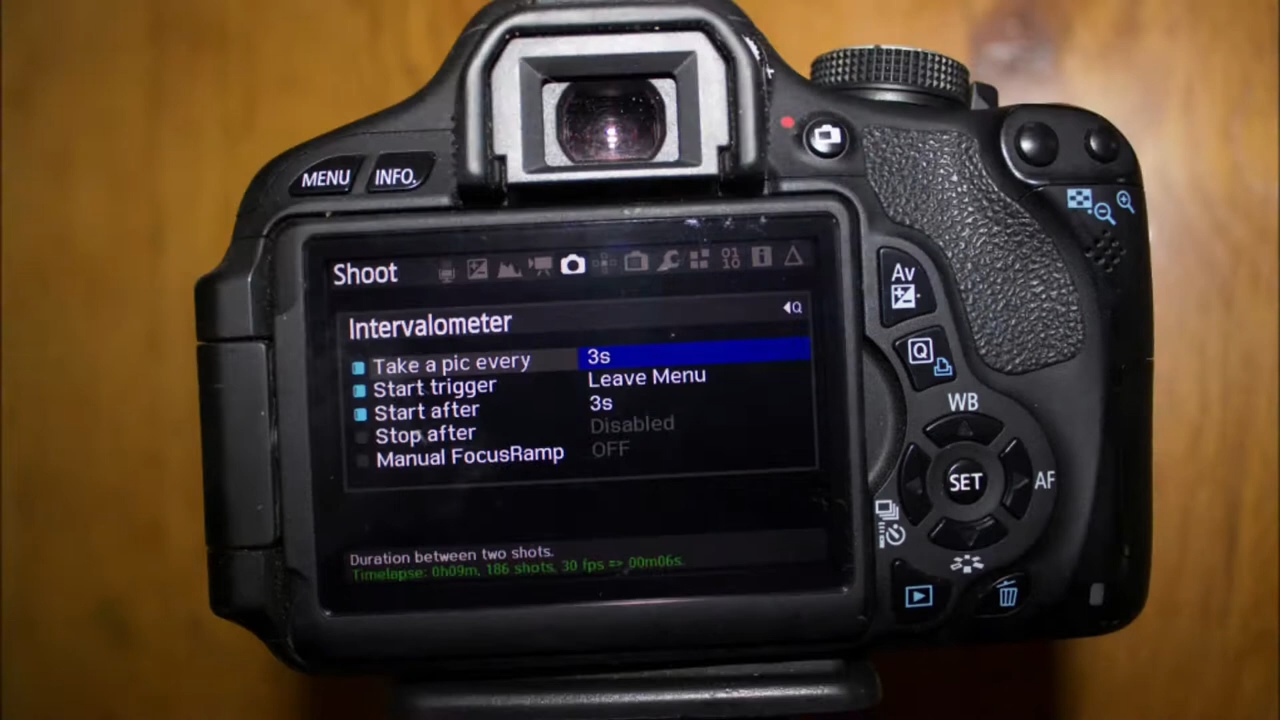 MENU INFO.
Shoot
Intervalometer Q
Take a pic every 3s
Start trigger Leave Menu
Start after 3s
Stop after Disabled
Manual FocusRamp OFF
Duration between two shots.
Timelapse: 0h09m, 186 shots, 30 fps => 00m06s.
Av
Q
WB
SET AF